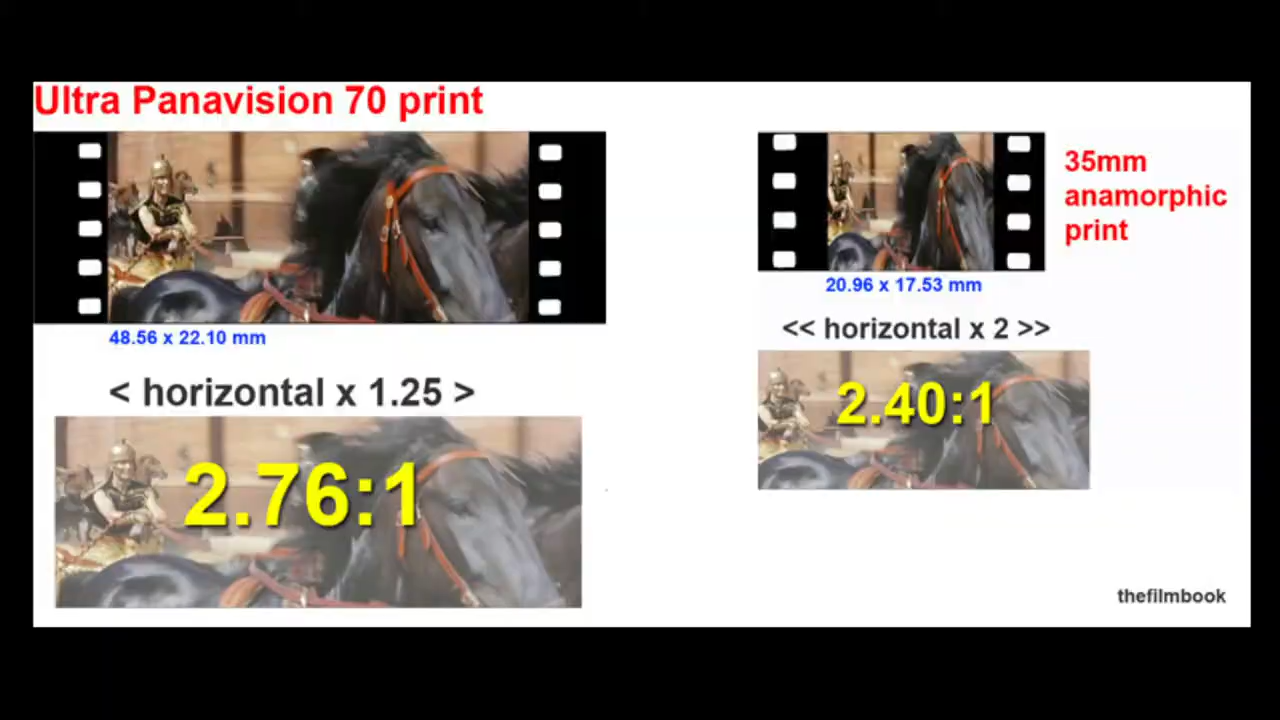 Ultra Panavision 70 print
48.56 x 22.10 mm
< horizontal x 1.25 >
2.76:1
35mm
anamorphic
print
20.96 x 17.53 mm
<< horizontal x 2 >>
2.40:1
thefilmbook